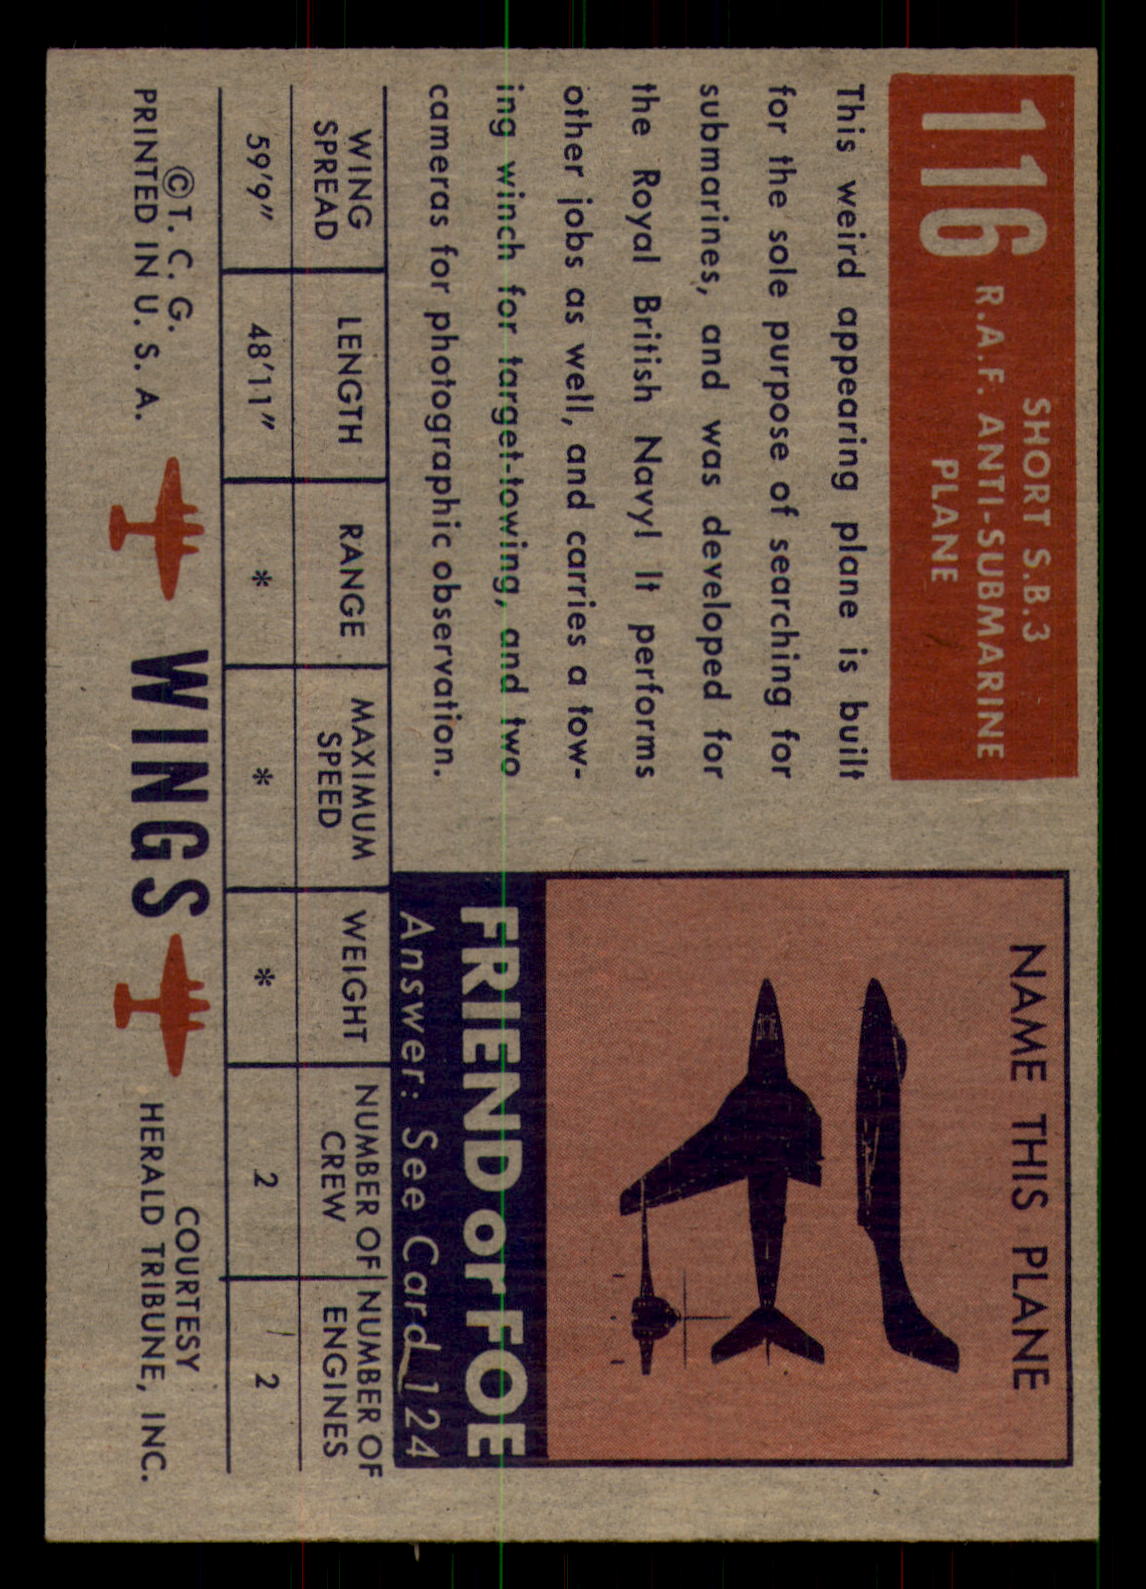 116
SHORT S.B.3
R.A.F. ANTI-SUBMARINE
PLANE
This weird appearing plane is built
for the sole purpose of searching for
submarines, and was developed for
the Royal British Navy! It performs
other jobs as well, and carries a tow-
ing winch for target-towing, and two
cameras for photographic observation.
NAME THIS PLANE
FRIEND or FOE
Answer: See Card 124
WING SPREAD LENGTH RANGE MAXIMUM SPEED WEIGHT NUMBER OF CREW NUMBER OF ENGINES
59'9" 48'1.1" * * * 2 2
©T. C. G.
PRINTED IN U. S. A.
WINGS
COURTESY
HERALD TRIBUNE, INC.